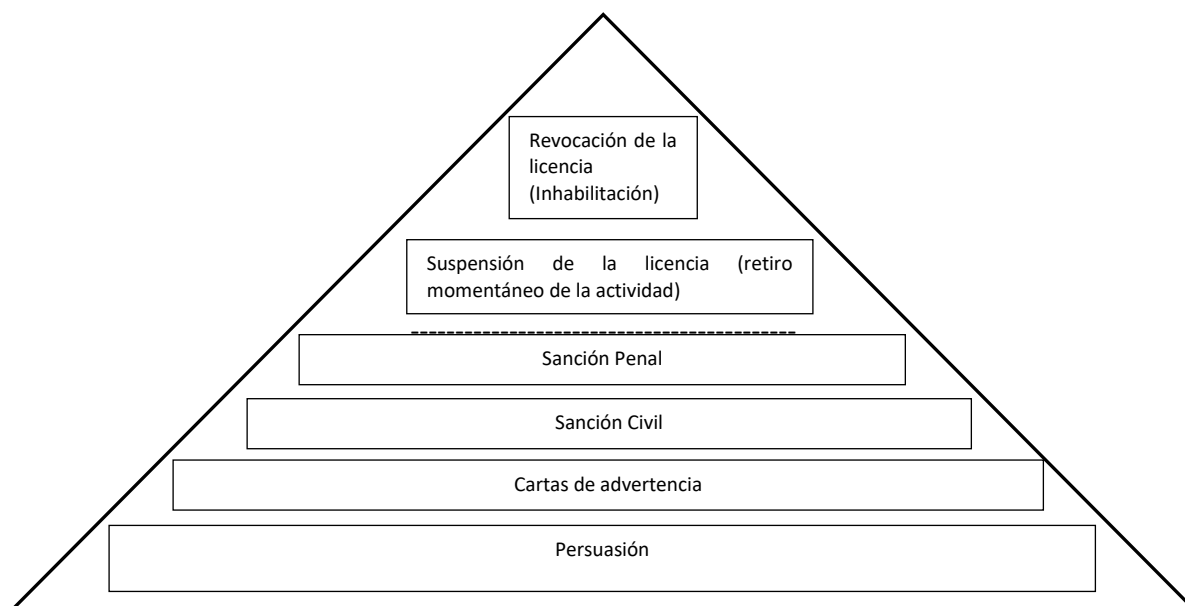 Revocación de la
licencia
(Inhabilitación)
Suspensión de la licencia (retiro
momentáneo de la actividad)
Sanción Penal
Sanción Civil
Cartas de advertencia
Persuasión